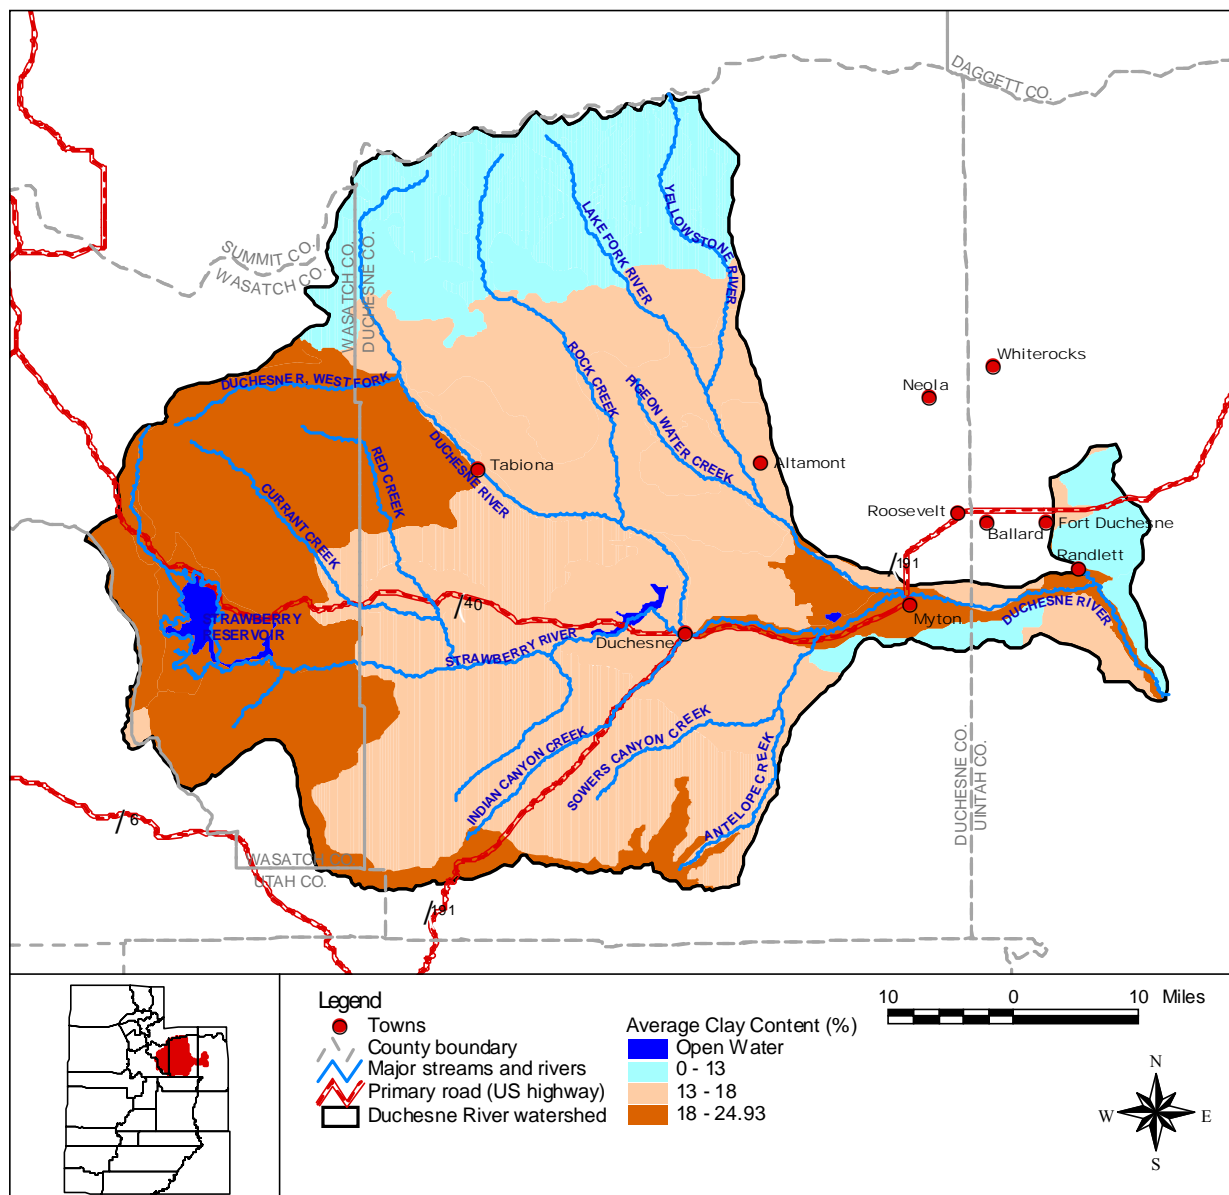 DAGGETT CO.
SUMMIT CO.
WASATCH CO.
WASATCH CO.
DUCHESNE CO.
YELLOWSTONE RIVER
LAKE FORK RIVER
ROCK CREEK
PIGEON WATER CREEK
DUCHESNE R, WEST FORK
DUCHESNE RIVER
RED CREEK
CURRANT CREEK
Whiterocks
Neola
Tabiona
Altamont
Roosevelt
Ballard
Fort Duchesne
Randlett
191
40
STRAWBERRY
RESERVOIR
STRAWBERRY RIVER
Duchesne
Myton
DUCHESNE RIVER
INDIAN CANYON CREEK
SOWERS CANYON CREEK
ANTELOPE CREEK
DUCHESNE CO.
UINTAH CO.
6
WASATCH CO.
UTAH CO.
191
Legend
Towns
County boundary
Major streams and rivers
Primary road (US highway)
Duchesne River watershed
Average Clay Content (%)
Open Water
0 - 13
13 - 18
18 - 24.93
10 0 10 Miles
N
W E
S